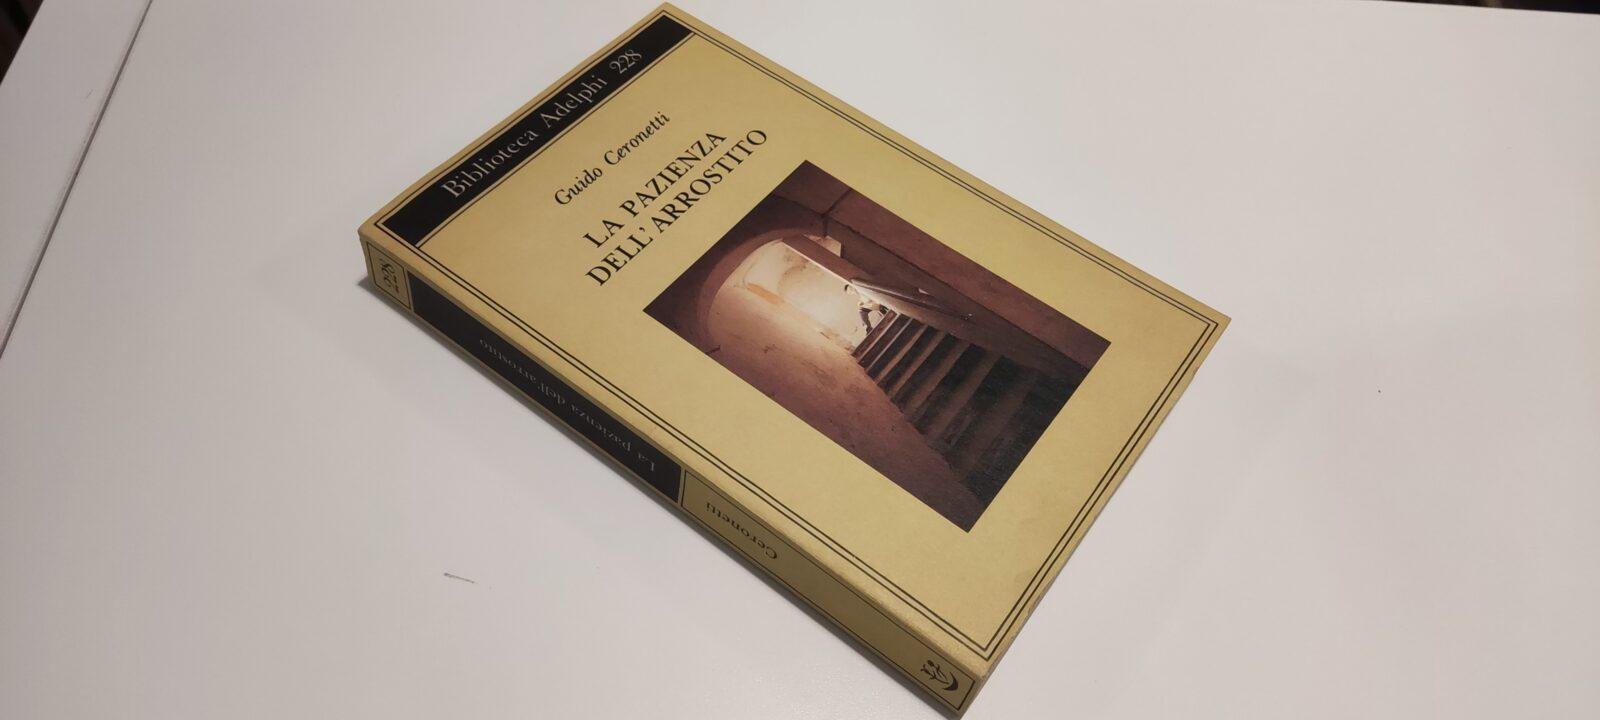 Biblioteca Adelphi 228
Guido Ceronetti
LA PAZIENZA
DELL'ARROSTITO
228
La pazienza dell'arrostito
Ceronetti